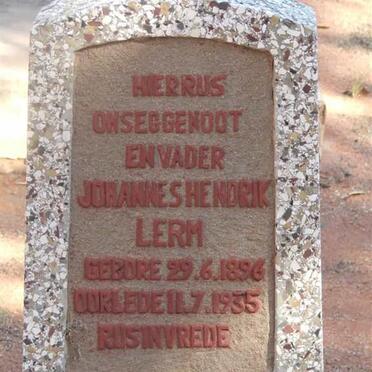 HIER RUS
ONS EGGENOOT
EN VADER
JOHANNES HENDRIK
LERM
GEBORE 29.6.1896
OORLEDE 11.7.1935
RUS IN VREDE